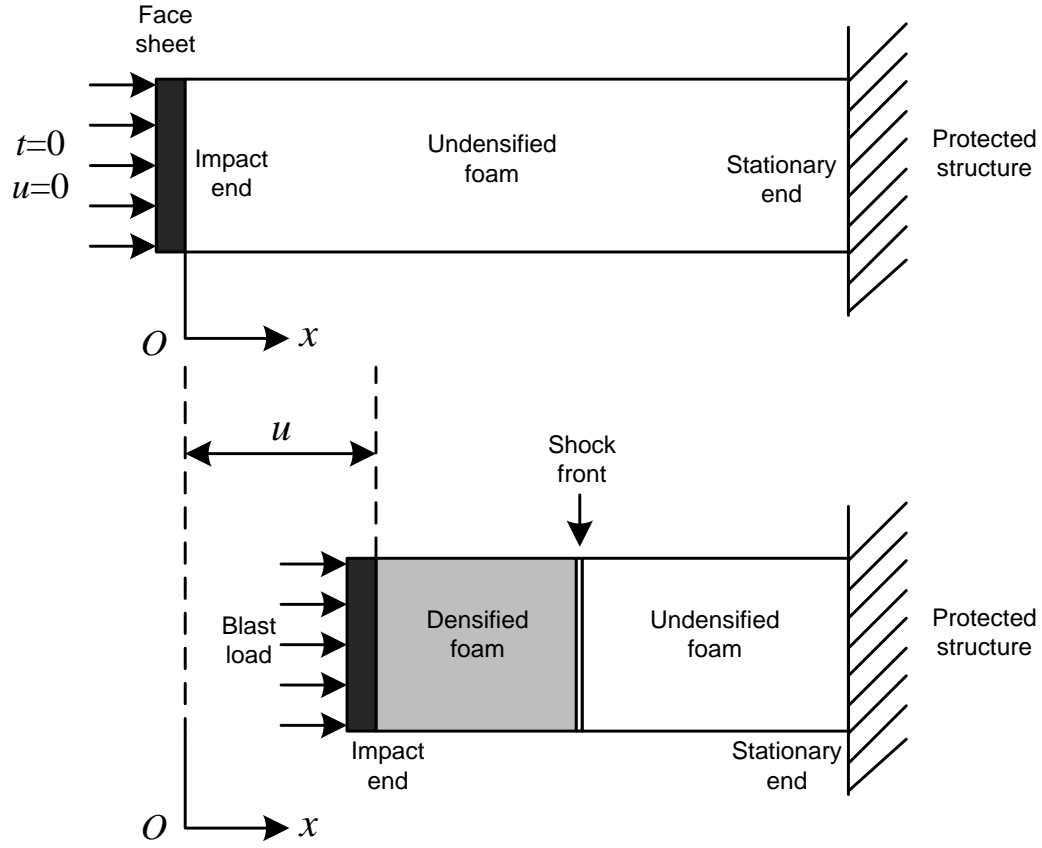 Face
sheet
t=0
u=0
Impact
end
Undensified
foam
Stationary
end
Protected
structure
O
x
u
Shock
front
Blast
load
Densified
foam
Undensified
foam
Protected
structure
Impact
end
Stationary
end
O
x